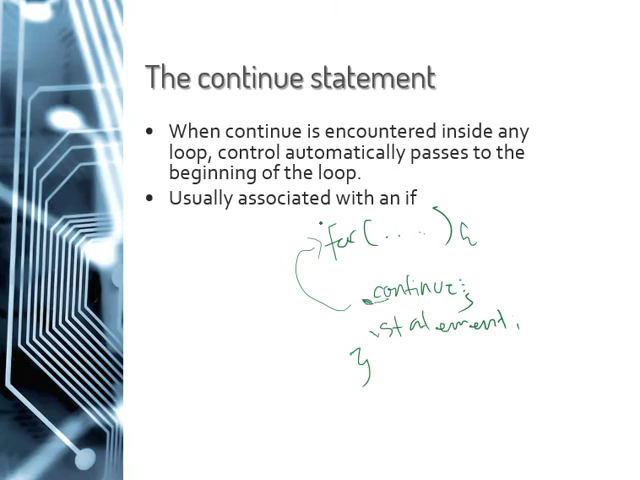 The continue statement
• When continue is encountered inside any
loop, control automatically passes to the
beginning of the loop.
• Usually associated with an if
for(....){
continue;
statement.
}